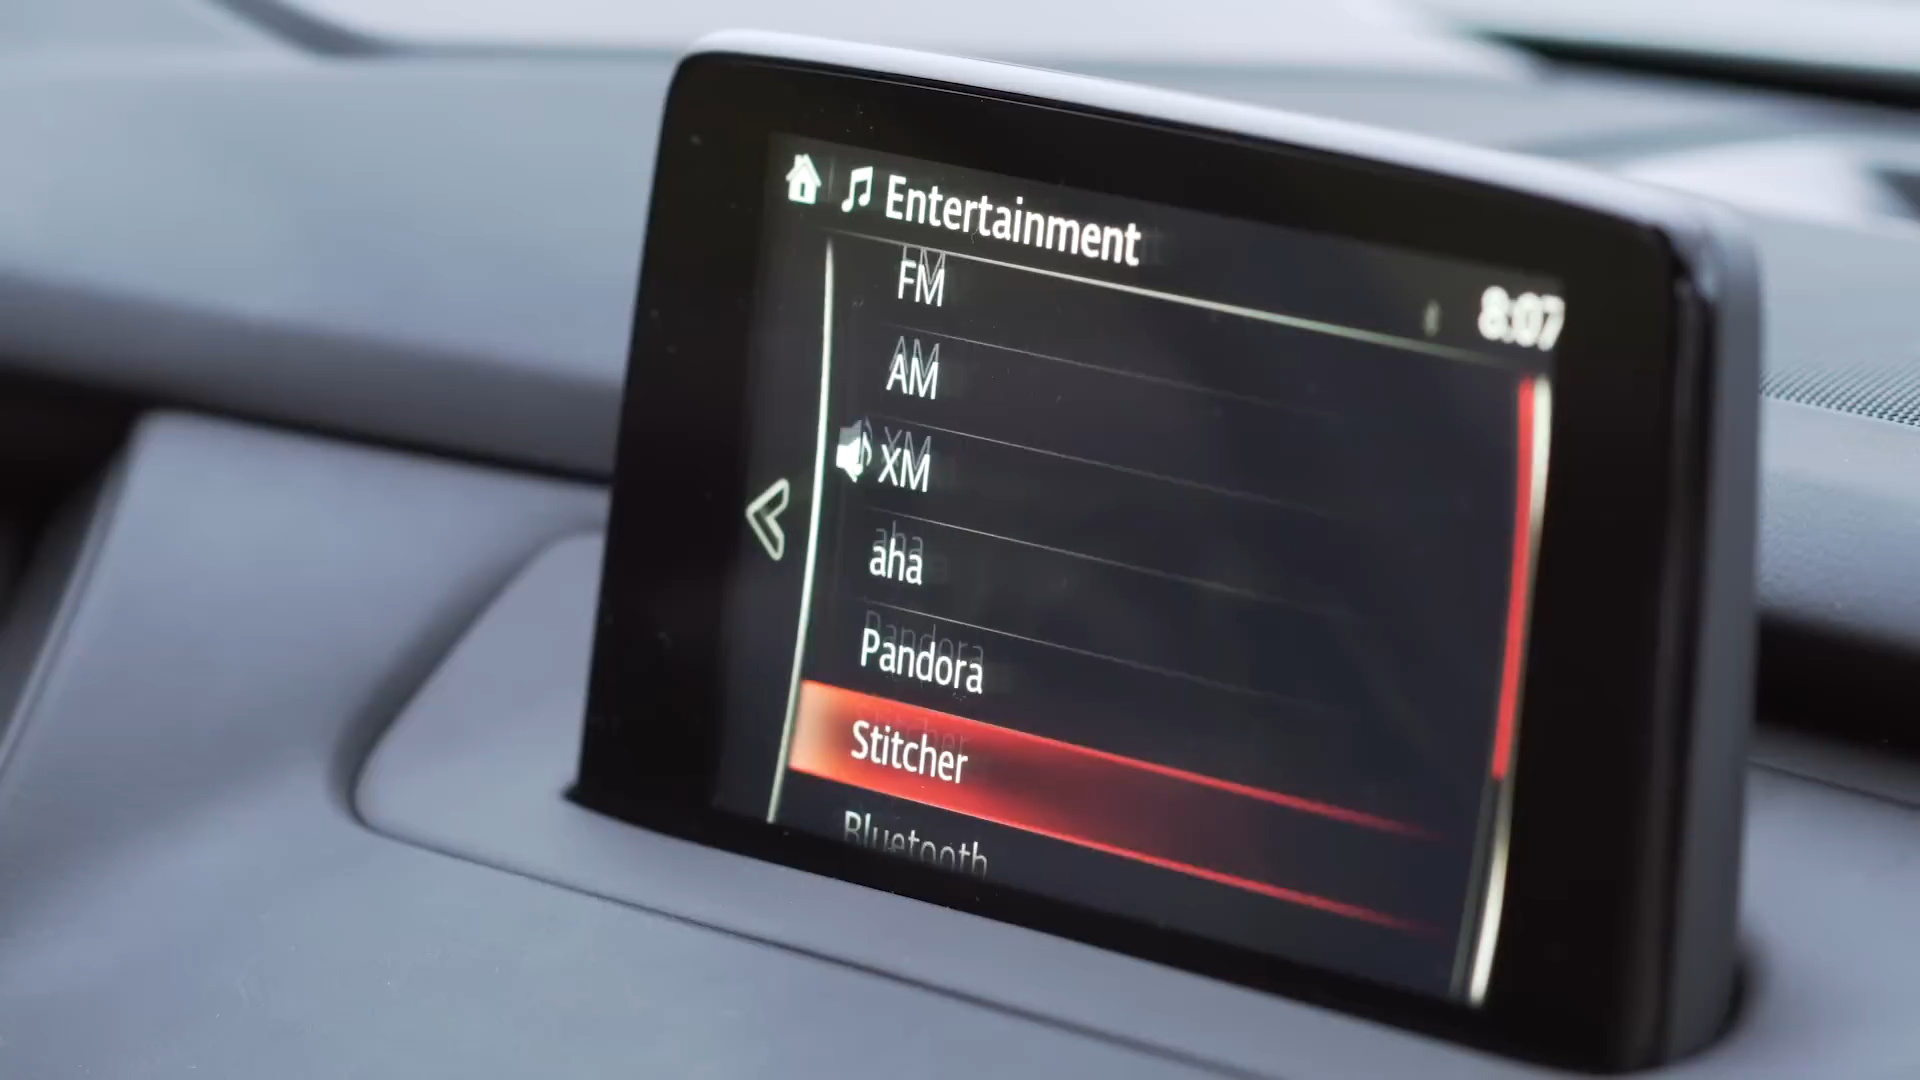 Entertainment
8:07
FM
AM
XM
aha
Pandora
Stitcher
Bluetooth